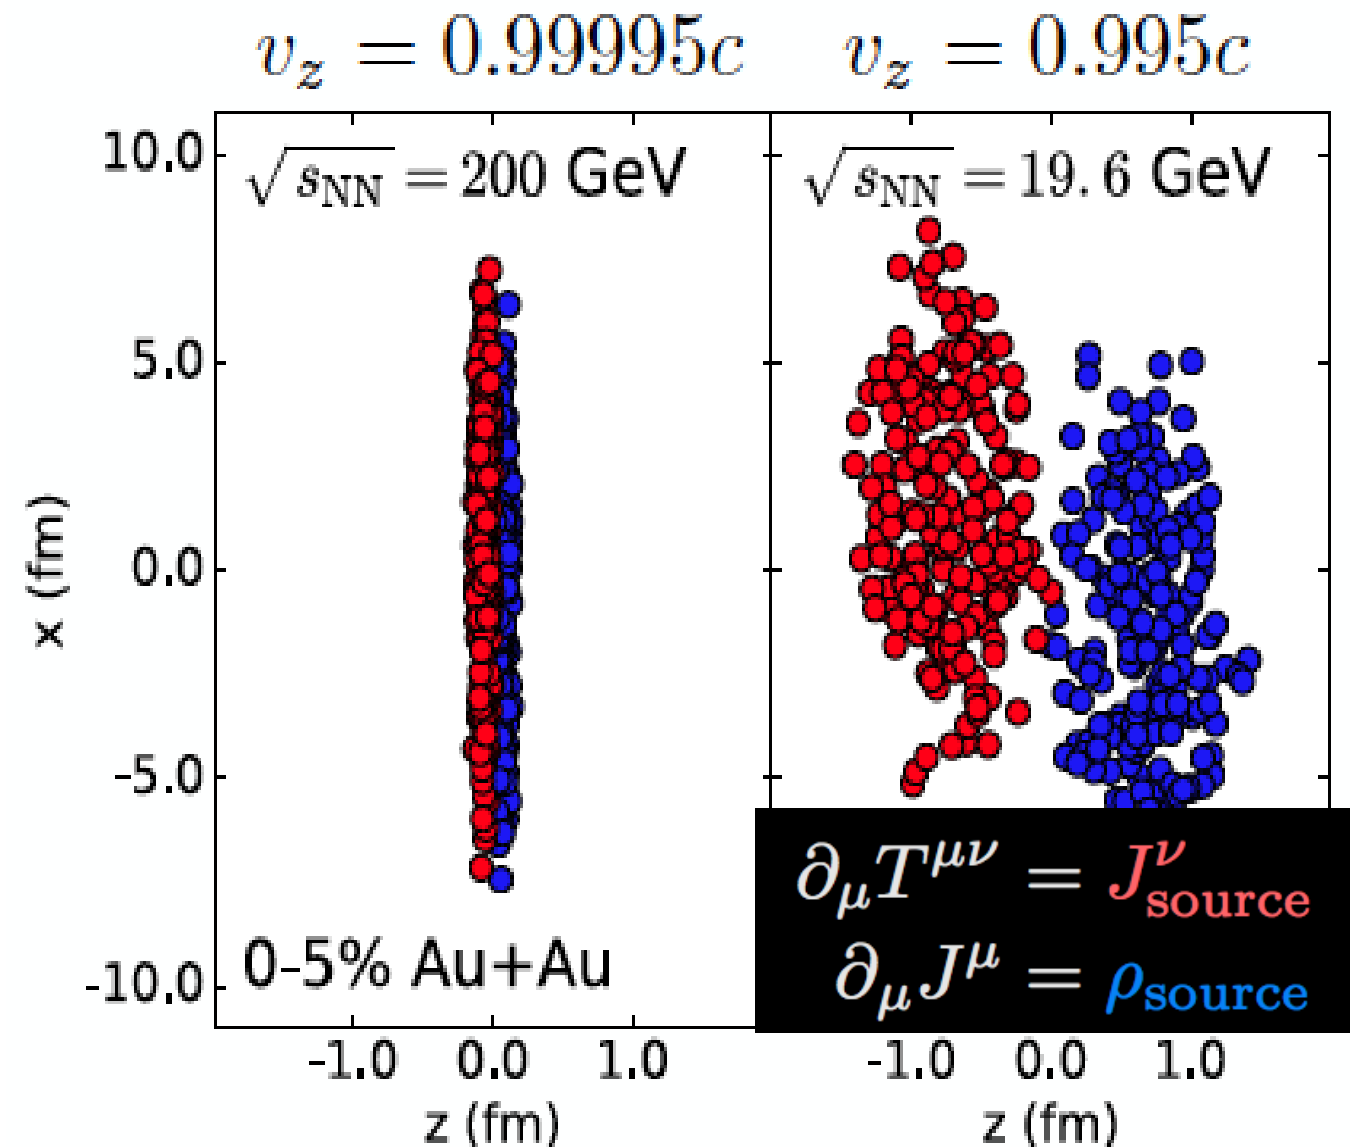 v_z = 0.99995c
v_z = 0.995c
√s_NN = 200 GeV
√s_NN = 19.6 GeV
10.0
5.0
0.0
-5.0
-10.0
x (fm)
0-5% Au+Au
∂_μ T^{μν} = J^ν_source
∂_μ J^μ = ρ_source
-1.0 0.0 1.0
-1.0 0.0 1.0
z (fm)
z (fm)